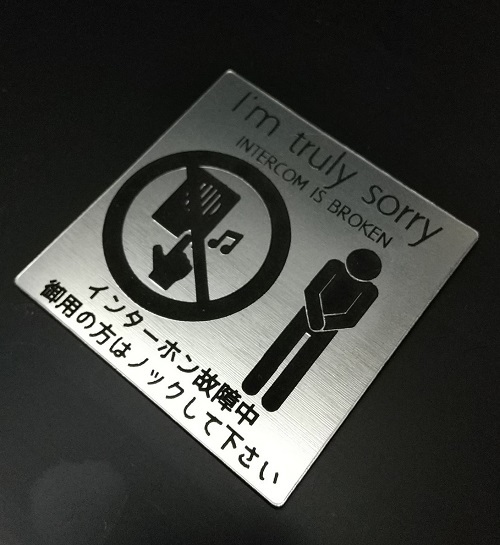 I'm truly sorry
INTERCOM IS BROKEN
インターホン故障中
御用の方はノックして下さい